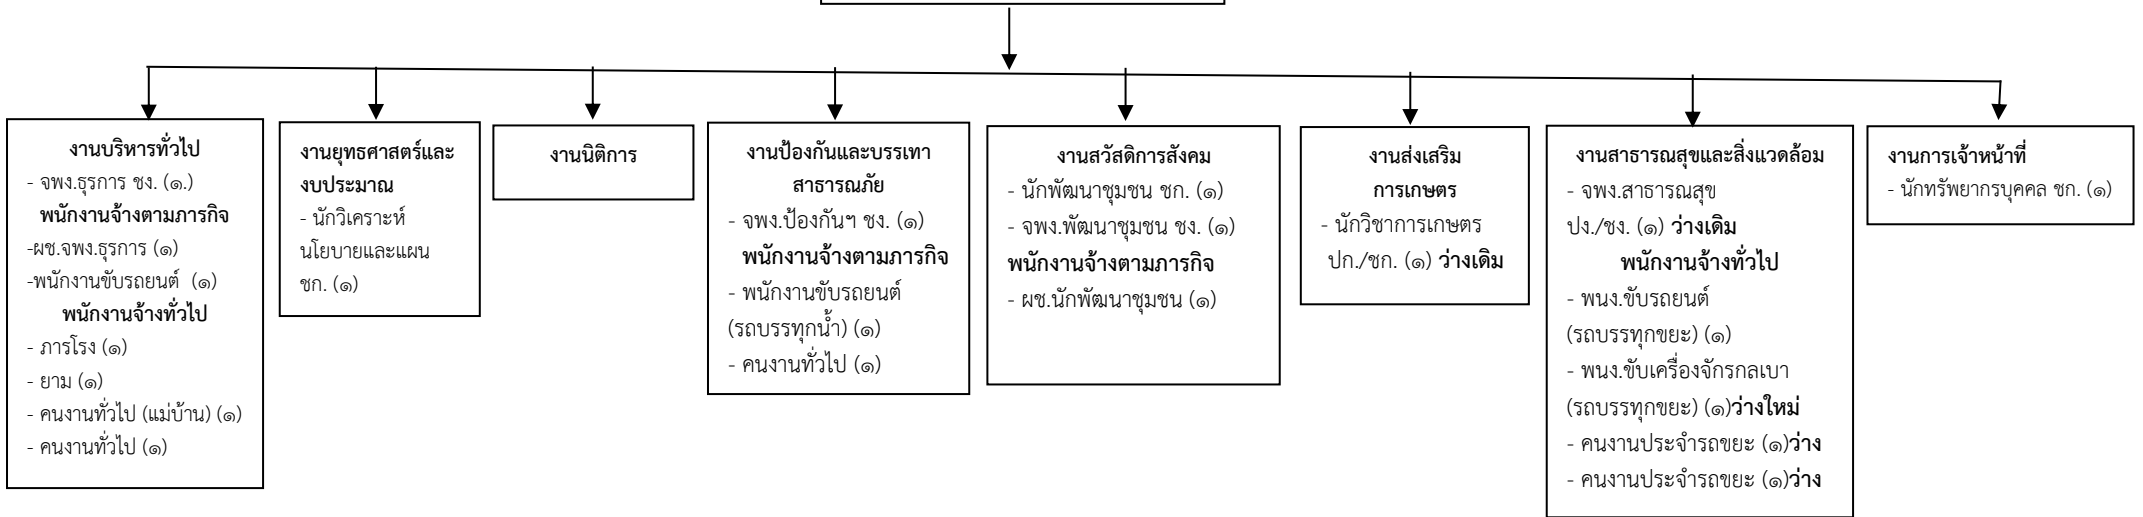 งานบริหารทั่วไป
- จพง.ธุรการ ชง. (๑.)
พนักงานจ้างตามภารกิจ
-ผช.จพง.ธุรการ (๑)
-พนักงานขับรถยนต์ (๑)
พนักงานจ้างทั่วไป
- ภารโรง (๑)
- ยาม (๑)
- คนงานทั่วไป (แม่บ้าน) (๑)
- คนงานทั่วไป (๑)
งานยุทธศาสตร์และ
งบประมาณ
- นักวิเคราะห์
นโยบายและแผน
ชก. (๑)
งานนิติการ
งานป้องกันและบรรเทา
สาธารณภัย
- จพง.ป้องกันฯ ชง. (๑)
พนักงานจ้างตามภารกิจ
- พนักงานขับรถยนต์
(รถบรรทุกน้ำ) (๑)
- คนงานทั่วไป (๑)
งานสวัสดิการสังคม
- นักพัฒนาชุมชน ชก. (๑)
- จพง.พัฒนาชุมชน ชง. (๑)
พนักงานจ้างตามภารกิจ
- ผช.นักพัฒนาชุมชน (๑)
งานส่งเสริม
การเกษตร
- นักวิชาการเกษตร
ปก./ชก. (๑) ว่างเดิม
งานสาธารณสุขและสิ่งแวดล้อม
- จพง.สาธารณสุข
ปง./ชง. (๑) ว่างเดิม
พนักงานจ้างทั่วไป
- พนง.ขับรถยนต์
(รถบรรทุกขยะ) (๑)
- พนง.ขับเครื่องจักรกลเบา
(รถบรรทุกขยะ) (๑)ว่างใหม่
- คนงานประจำรถขยะ (๑)ว่าง
- คนงานประจำรถขยะ (๑)ว่าง
งานการเจ้าหน้าที่
- นักทรัพยากรบุคคล ชก. (๑)